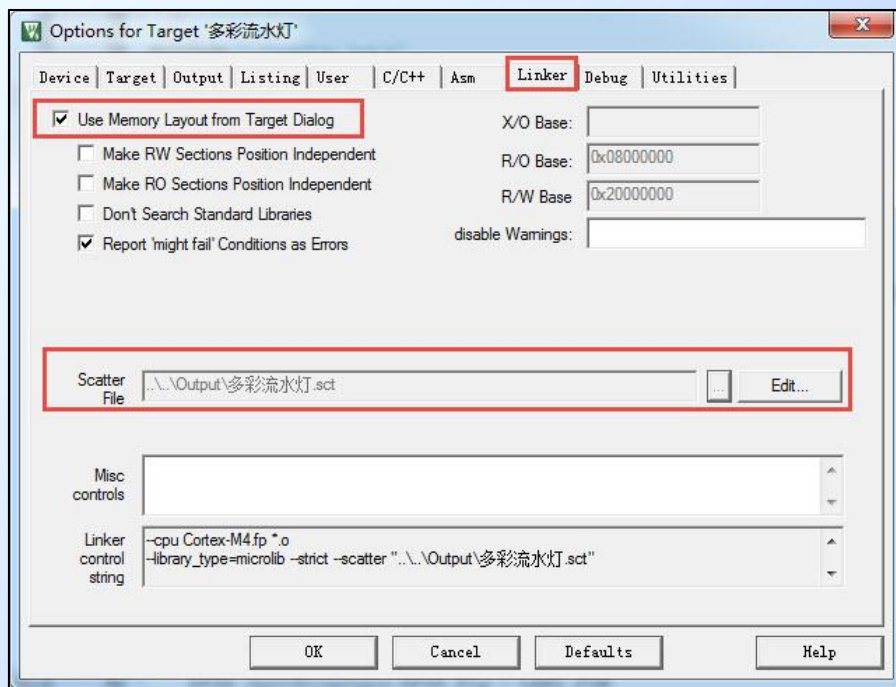 Options for Target '多彩流水灯'
Device | Target | Output | Listing | User | C/C++ | Asm | Linker | Debug | Utilities |
Use Memory Layout from Target Dialog
Make RW Sections Position Independent
Make RO Sections Position Independent
Don't Search Standard Libraries
Report 'might fail' Conditions as Errors
X/O Base:
R/O Base: 0x08000000
R/W Base 0x20000000
disable Warnings:
Scatter
File
..\..\Output\多彩流水灯.sct
...
Edit...
Misc
controls
Linker
control
string
--cpu Cortex-M4.fp *.o
--library_type=microlib --strict --scatter "..\..\Output\多彩流水灯.sct"
OK
Cancel
Defaults
Help